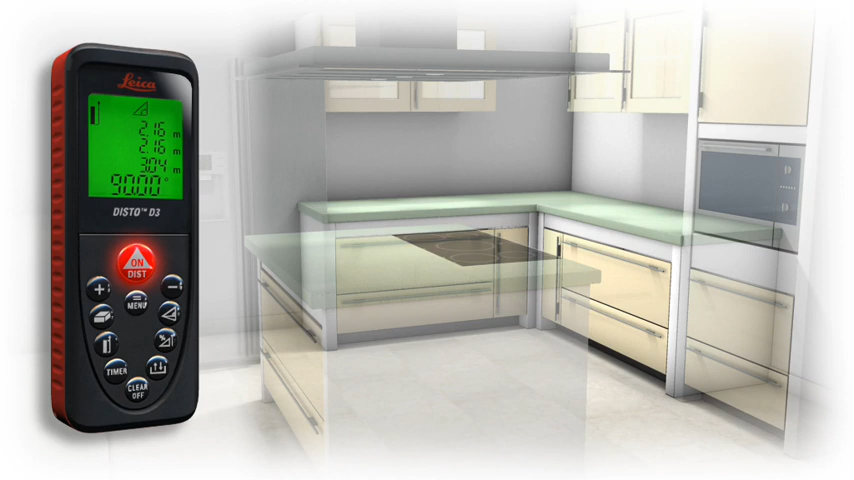 Leica
2.16 m
2.16 m
3.04 m
90.00°
DISTO™ D3
ON
DIST
+
−
MENU
TIMER
CLEAR
OFF